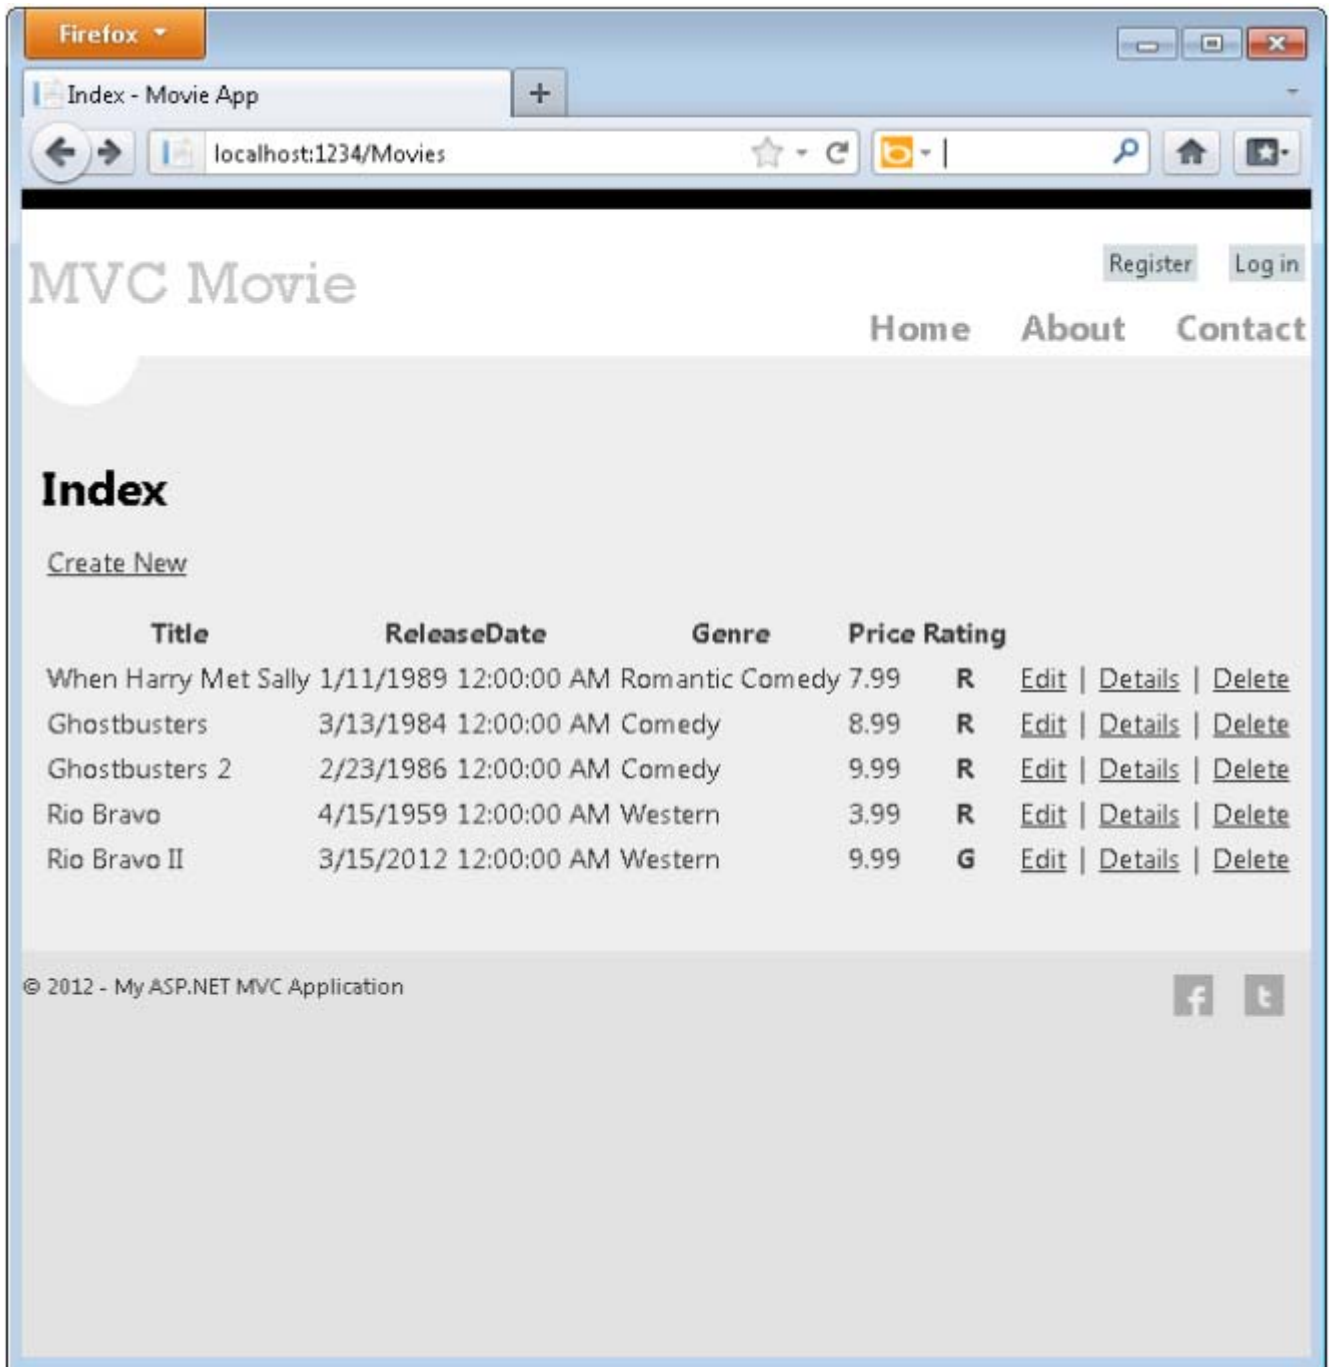 Firefox
Index - Movie App
localhost:1234/Movies
MVC Movie
Register Log in
Home About Contact
Index
Create New
Title ReleaseDate Genre Price Rating
When Harry Met Sally 1/11/1989 12:00:00 AM Romantic Comedy 7.99 R Edit | Details | Delete
Ghostbusters 3/13/1984 12:00:00 AM Comedy 8.99 R Edit | Details | Delete
Ghostbusters 2 2/23/1986 12:00:00 AM Comedy 9.99 R Edit | Details | Delete
Rio Bravo 4/15/1959 12:00:00 AM Western 3.99 R Edit | Details | Delete
Rio Bravo II 3/15/2012 12:00:00 AM Western 9.99 G Edit | Details | Delete
© 2012 - My ASP.NET MVC Application